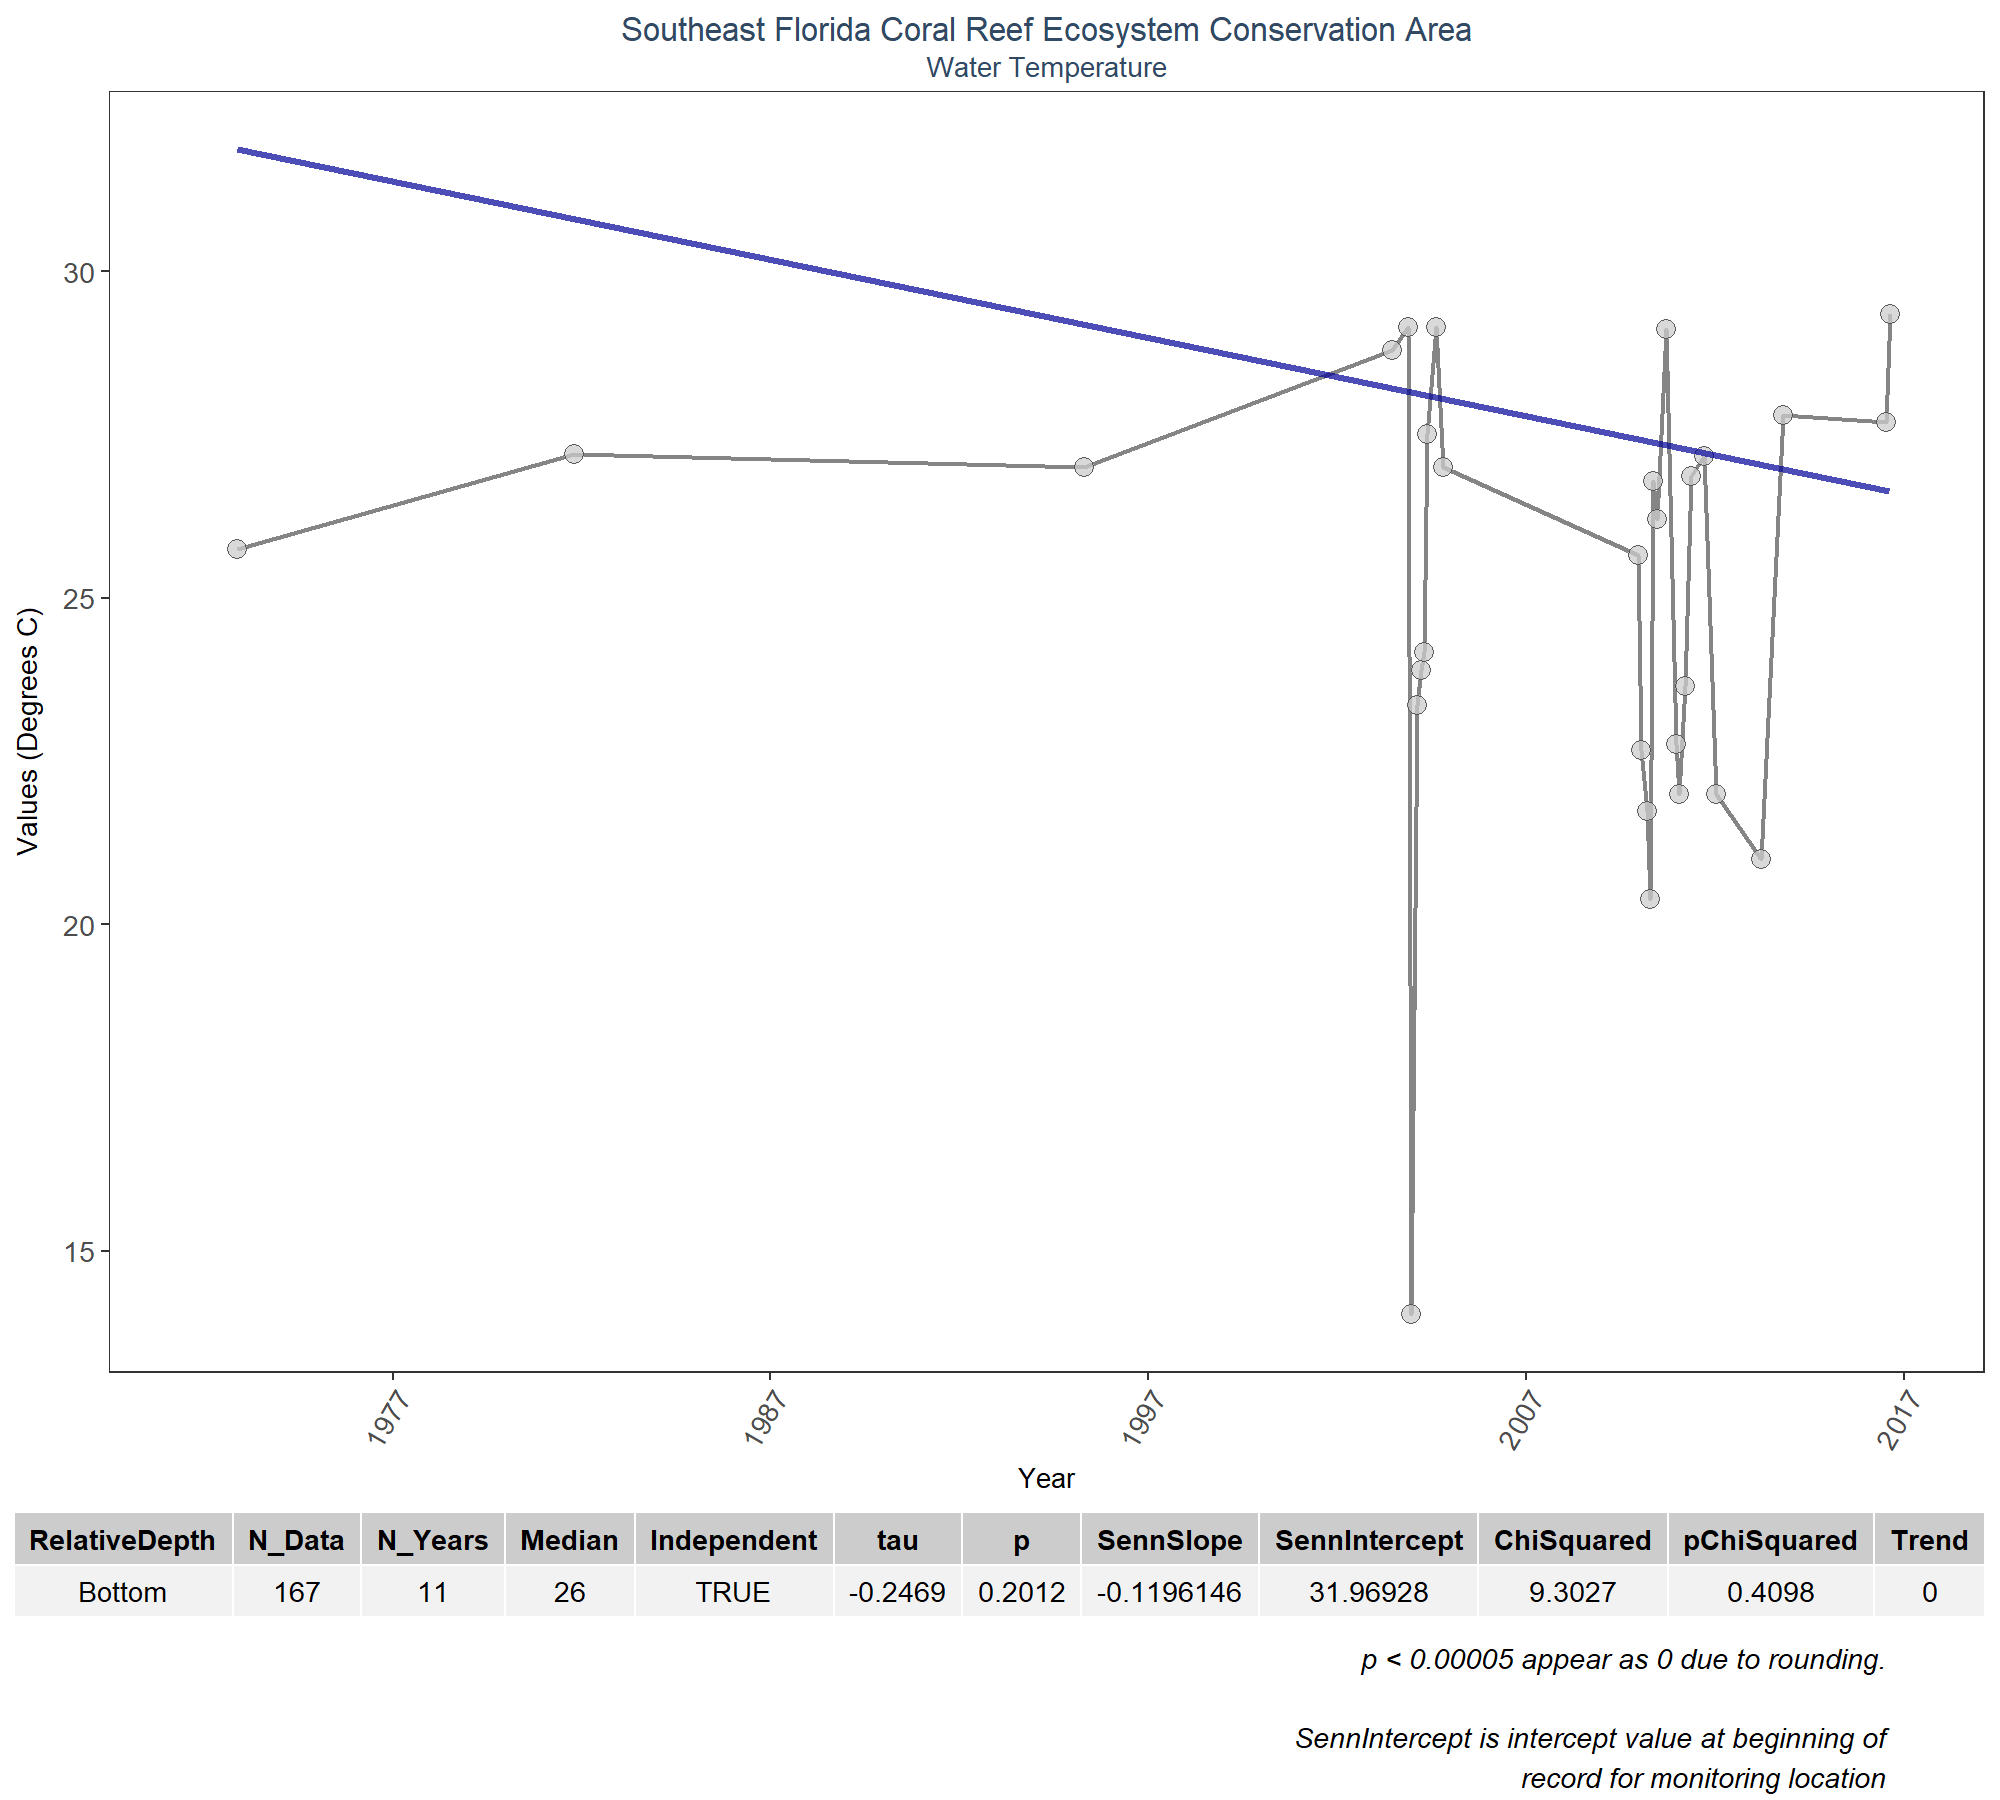 Southeast Florida Coral Reef Ecosystem Conservation Area
Water Temperature
Values (Degrees C)
30
25
20
15
1977
1987
1997
2007
2017
Year
RelativeDepth N_Data N_Years Median Independent tau p SennSlope SennIntercept ChiSquared pChiSquared Trend
Bottom 167 11 26 TRUE -0.2469 0.2012 -0.1196146 31.96928 9.3027 0.4098 0
p < 0.00005 appear as 0 due to rounding.
SennIntercept is intercept value at beginning of
record for monitoring location